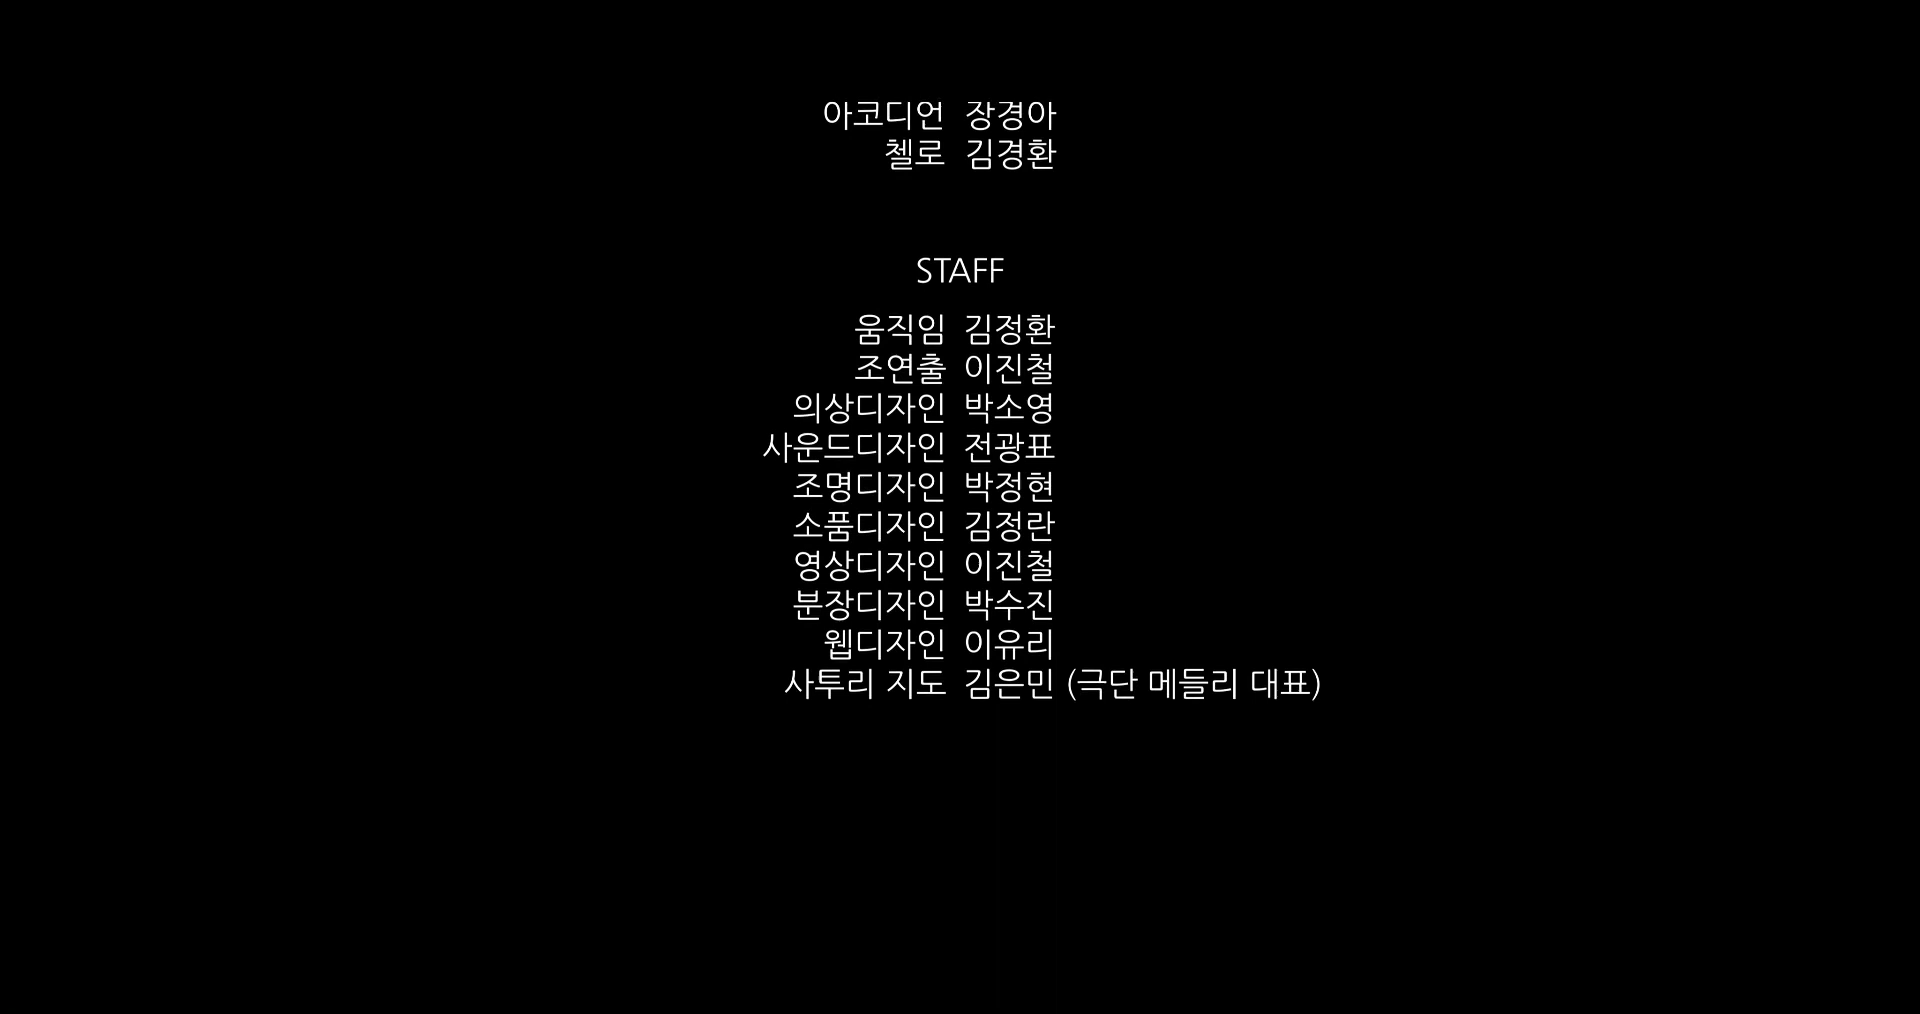 아코디언 장경아
첼로 김경환
STAFF
움직임 김정환
조연출 이진철
의상디자인 박소영
사운드디자인 전광표
조명디자인 박정현
소품디자인 김정란
영상디자인 이진철
분장디자인 박수진
웹디자인 이유리
사투리 지도 김은민 (극단 메들리 대표)